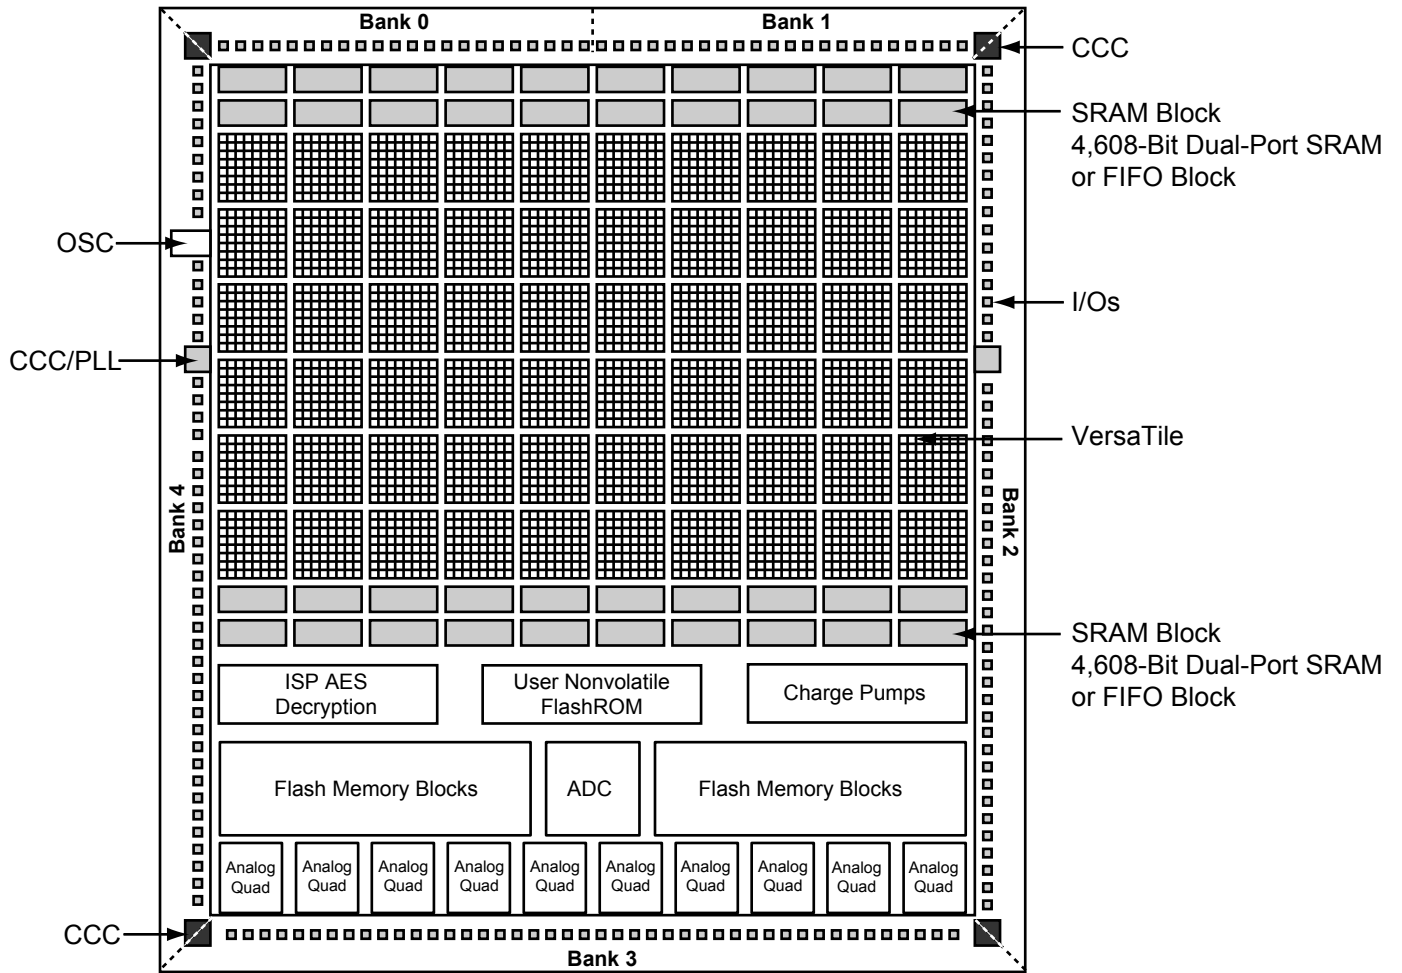 Bank 0
Bank 1
CCC
SRAM Block
4,608-Bit Dual-Port SRAM
or FIFO Block
OSC
I/Os
CCC/PLL
VersaTile
Bank 4
Bank 2
SRAM Block
4,608-Bit Dual-Port SRAM
or FIFO Block
ISP AES
Decryption
User Nonvolatile
FlashROM
Charge Pumps
Flash Memory Blocks
ADC
Flash Memory Blocks
Analog
Quad
Analog
Quad
Analog
Quad
Analog
Quad
Analog
Quad
Analog
Quad
Analog
Quad
Analog
Quad
Analog
Quad
Analog
Quad
CCC
Bank 3